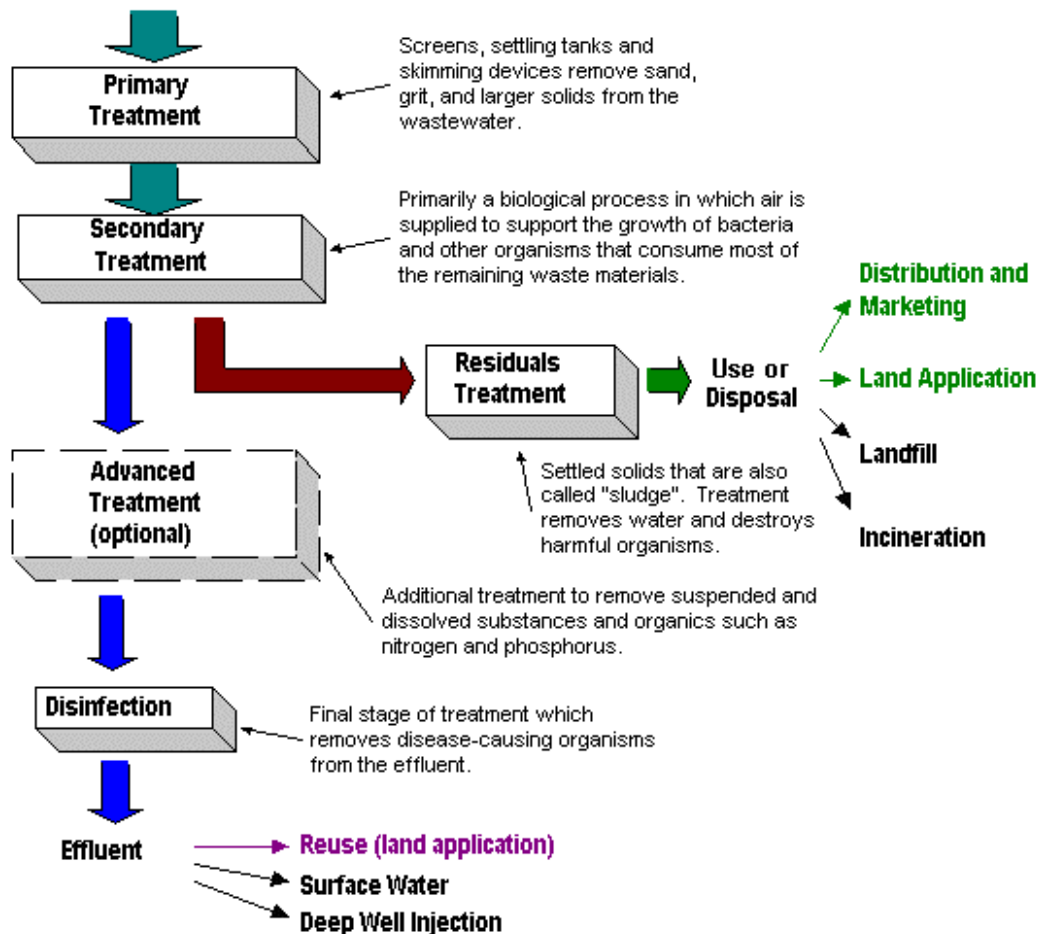 Primary
Treatment
Screens, settling tanks and
skimming devices remove sand,
grit, and larger solids from the
wastewater.
Secondary
Treatment
Primarily a biological process in which air is
supplied to support the growth of bacteria
and other organisms that consume most of
the remaining waste materials.
Residuals
Treatment
Use or
Disposal
Distribution and
Marketing
Land Application
Landfill
Incineration
Settled solids that are also
called "sludge". Treatment
removes water and destroys
harmful organisms.
Advanced
Treatment
(optional)
Additional treatment to remove suspended and
dissolved substances and organics such as
nitrogen and phosphorus.
Disinfection
Final stage of treatment which
removes disease-causing organisms
from the effluent.
Effluent
Reuse (land application)
Surface Water
Deep Well Injection